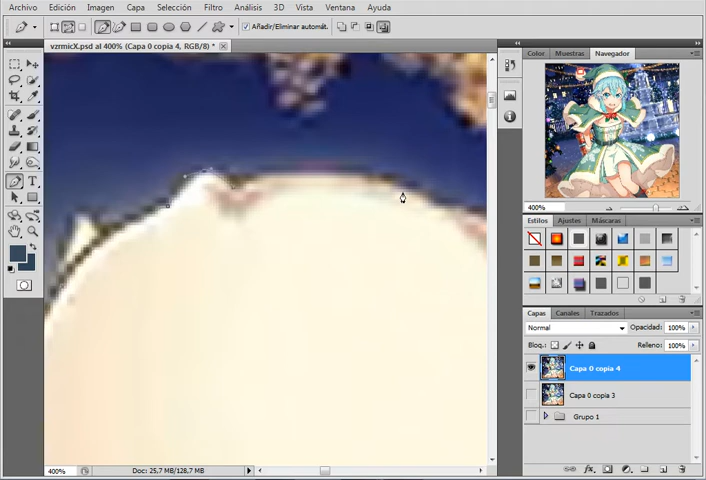 Archivo Edición Imagen Capa Selección Filtro Análisis 3D Vista Ventana Ayuda
Añadir/Eliminar automát.
vzrmicX.psd al 400% (Capa 0 copia 4, RGB/8) *
Color Muestras Navegador
400%
Estilos Ajustes Máscaras
Capas Canales Trazados
Normal Opacidad: 100%
Bloq.: Relleno: 100%
Capa 0 copia 4
Capa 0 copia 3
Grupo 1
400% Doc: 25,7 MB/128,7 MB